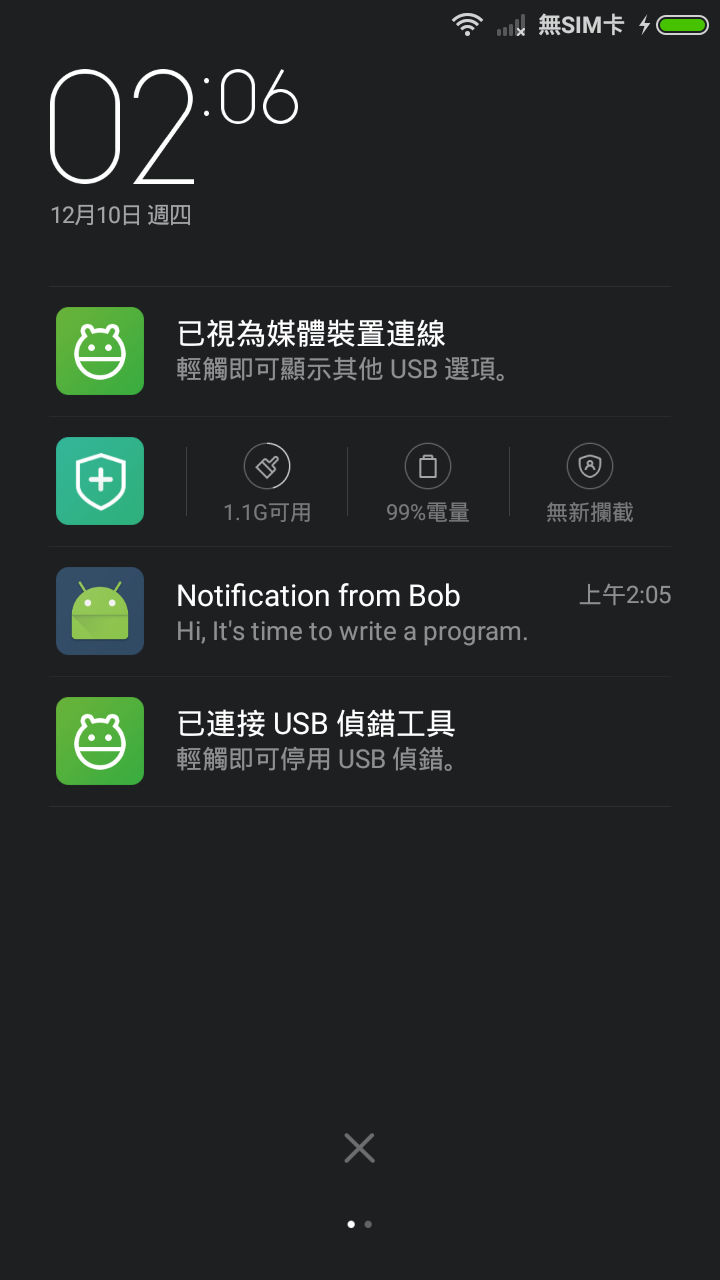 無SIM卡
02:06
12月10日 週四
已視為媒體裝置連線
輕觸即可顯示其他 USB 選項。
1.1G可用
99%電量
無新攔截
Notification from Bob
上午2:05
Hi, It's time to write a program.
已連接 USB 偵錯工具
輕觸即可停用 USB 偵錯。